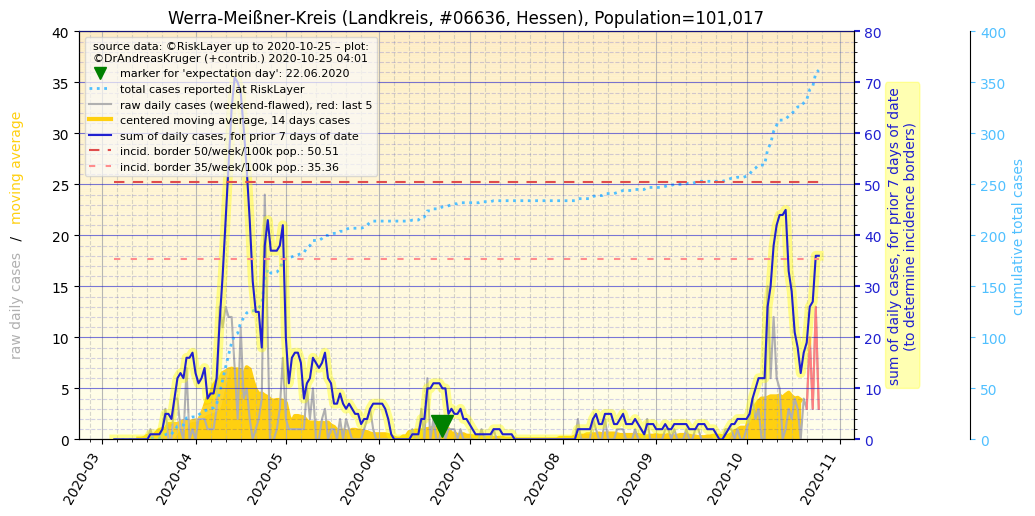 Werra-Meißner-Kreis (Landkreis, #06636, Hessen), Population=101,017
source data: ©RiskLayer up to 2020-10-25 – plot:
©DrAndreasKruger (+contrib.) 2020-10-25 04:01
marker for 'expectation day': 22.06.2020
total cases reported at RiskLayer
raw daily cases (weekend-flawed), red: last 5
centered moving average, 14 days cases
sum of daily cases, for prior 7 days of date
incid. border 50/week/100k pop.: 50.51
incid. border 35/week/100k pop.: 35.36
raw daily cases / moving average
40
35
30
25
20
15
10
5
0
2020-03
2020-04
2020-05
2020-06
2020-07
2020-08
2020-09
2020-10
2020-11
80
70
60
50
40
30
20
10
0
sum of daily cases, for prior 7 days of date
(to determine incidence borders)
400
350
300
250
200
150
100
50
0
cumulative total cases